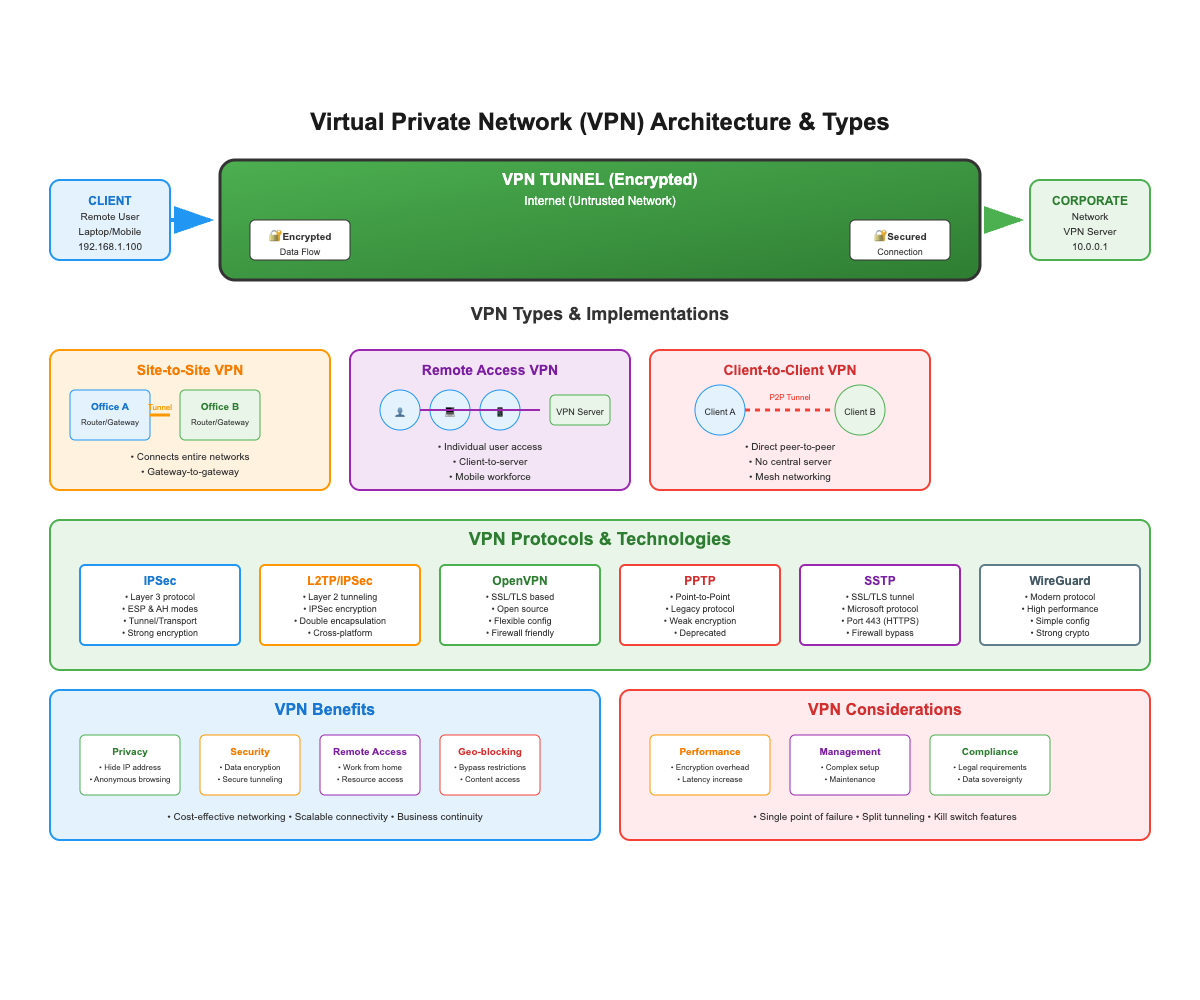 Virtual Private Network (VPN) Architecture & Types
CLIENT
Remote User
Laptop/Mobile
192.168.1.100
VPN TUNNEL (Encrypted)
Internet (Untrusted Network)
🔐Encrypted
Data Flow
🔐Secured
Connection
CORPORATE
Network
VPN Server
10.0.0.1
VPN Types & Implementations
Site-to-Site VPN
Office A
Router/Gateway
Tunnel
Office B
Router/Gateway
• Connects entire networks
• Gateway-to-gateway
Remote Access VPN
VPN Server
• Individual user access
• Client-to-server
• Mobile workforce
Client-to-Client VPN
Client A
P2P Tunnel
Client B
• Direct peer-to-peer
• No central server
• Mesh networking
VPN Protocols & Technologies
IPSec
• Layer 3 protocol
• ESP & AH modes
• Tunnel/Transport
• Strong encryption
L2TP/IPSec
• Layer 2 tunneling
• IPSec encryption
• Double encapsulation
• Cross-platform
OpenVPN
• SSL/TLS based
• Open source
• Flexible config
• Firewall friendly
PPTP
• Point-to-Point
• Legacy protocol
• Weak encryption
• Deprecated
SSTP
• SSL/TLS tunnel
• Microsoft protocol
• Port 443 (HTTPS)
• Firewall bypass
WireGuard
• Modern protocol
• High performance
• Simple config
• Strong crypto
VPN Benefits
Privacy
• Hide IP address
• Anonymous browsing
Security
• Data encryption
• Secure tunneling
Remote Access
• Work from home
• Resource access
Geo-blocking
• Bypass restrictions
• Content access
• Cost-effective networking • Scalable connectivity • Business continuity
VPN Considerations
Performance
• Encryption overhead
• Latency increase
Management
• Complex setup
• Maintenance
Compliance
• Legal requirements
• Data sovereignty
• Single point of failure • Split tunneling • Kill switch features